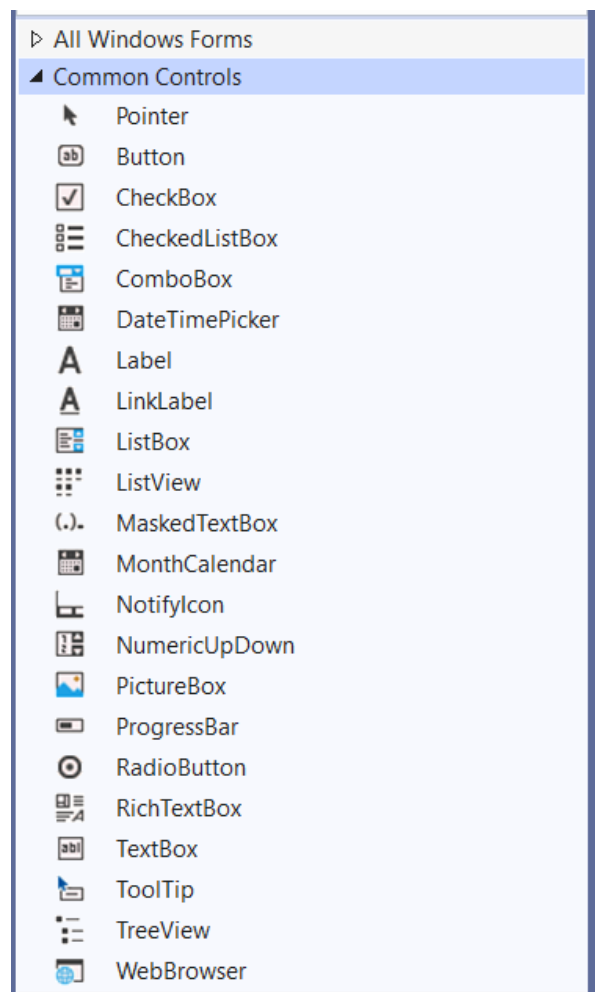 All Windows Forms
Common Controls
Pointer
Button
CheckBox
CheckedListBox
ComboBox
DateTimePicker
Label
LinkLabel
ListBox
ListView
MaskedTextBox
MonthCalendar
NotifyIcon
NumericUpDown
PictureBox
ProgressBar
RadioButton
RichTextBox
TextBox
ToolTip
TreeView
WebBrowser